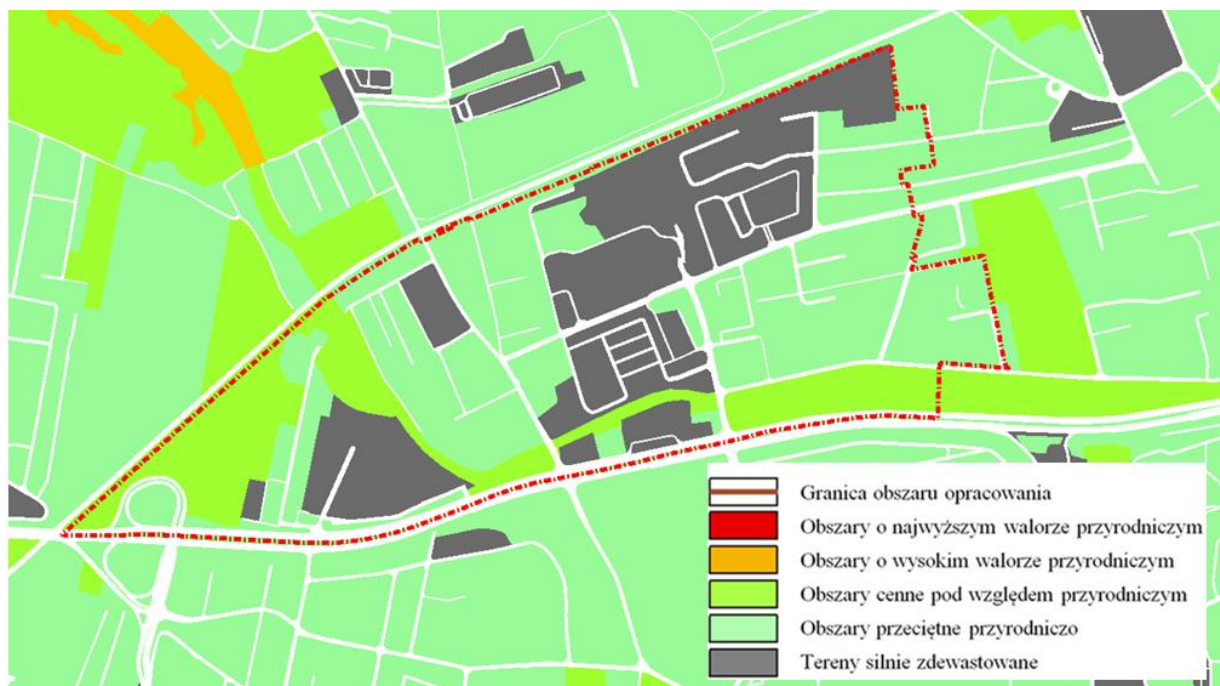 Granica obszaru opracowania
Obszary o najwyższym walorze przyrodniczym
Obszary o wysokim walorze przyrodniczym
Obszary cenne pod względem przyrodniczym
Obszary przeciętne przyrodniczo
Tereny silnie zdewastowane